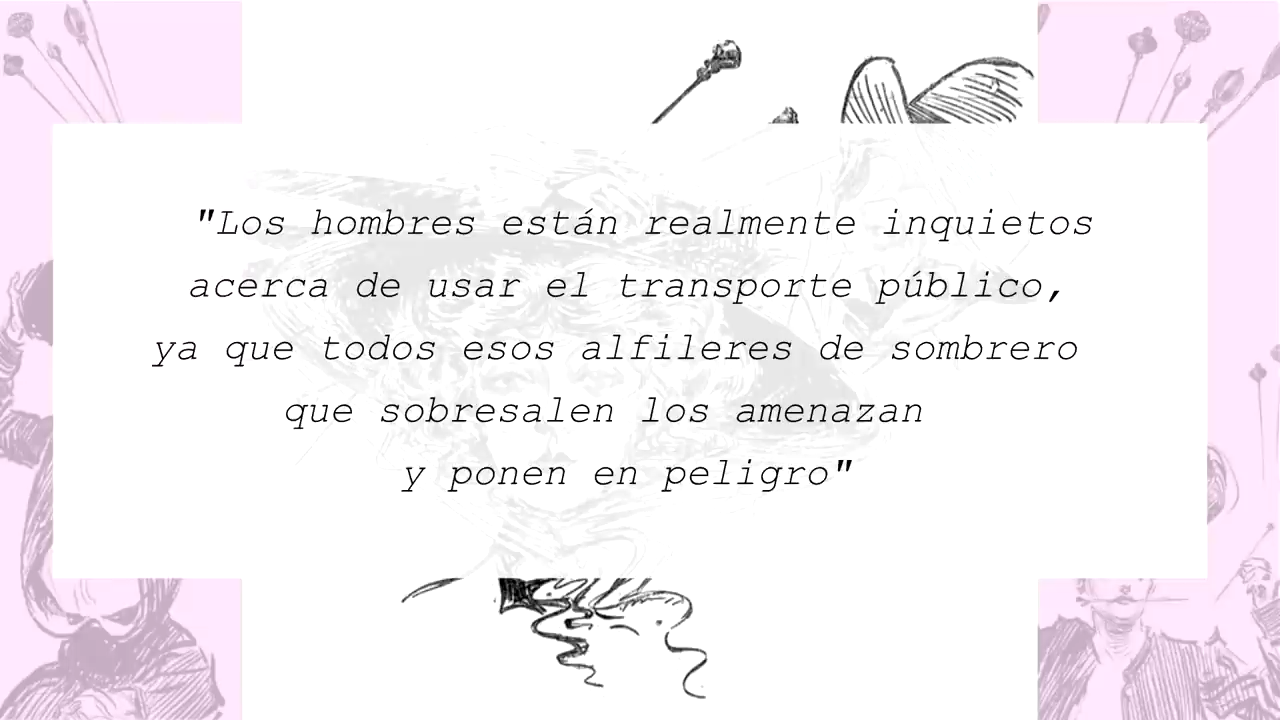 "Los hombres están realmente inquietos
acerca de usar el transporte público,
ya que todos esos alfileres de sombrero
que sobresalen los amenazan
y ponen en peligro"